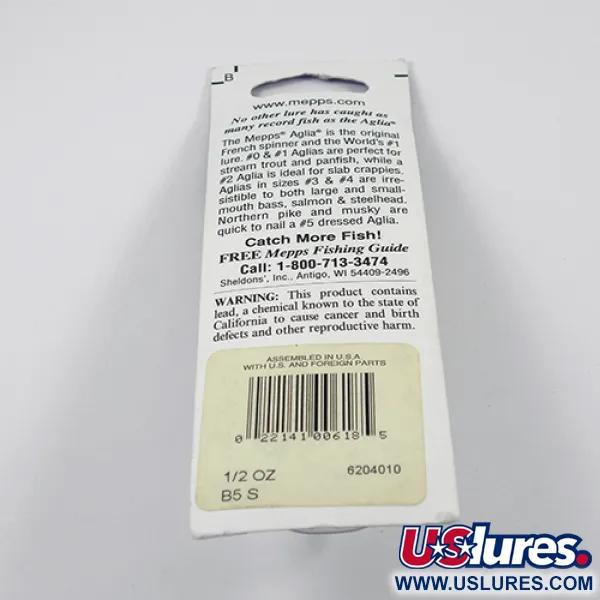 B
www.mepps.com
No other lure has caught as
many record fish as the Aglia®
The Mepps® Aglia® is the original
French spinner and the World's #1
lure. #0 & #1 Aglias are perfect for
stream trout and panfish, while a
#2 Aglia is ideal for slab crappies.
Aglias in sizes #3 & #4 are irre-
sistible to both large and small-
mouth bass, salmon & steelhead.
Northern pike and musky are
quick to nail a #5 dressed Aglia.
Catch More Fish!
FREE Mepps Fishing Guide
Call: 1-800-713-3474
Sheldons', Inc., Antigo, WI 54409-2496
WARNING: This product contains
lead, a chemical known to the state of
California to cause cancer and birth
defects and other reproductive harm.
ASSEMBLED IN U.S.A
WITH U.S. AND FOREIGN PARTS
0 22141 00618 5
1/2 OZ 6204010
B5 S
USlures.
WWW.USLURES.COM